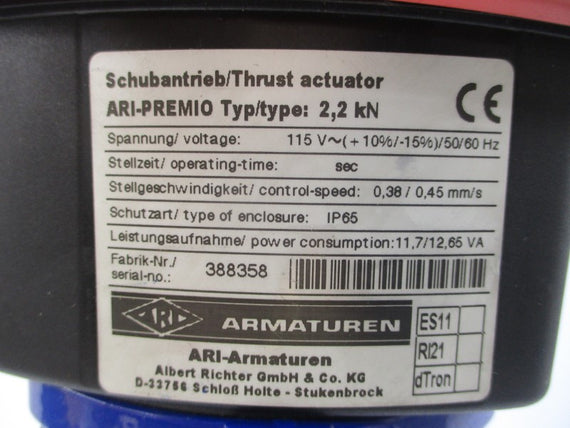 Schubantrieb/Thrust actuator
ARI-PREMIO Typ/type: 2,2 kN
CE
Spannung/ voltage: 115 V~(+10%/-15%)/50/60 Hz
Stellzeit/ operating-time: sec
Stellgeschwindigkeit/ control-speed: 0,38 / 0,45 mm/s
Schutzart/ type of enclosure: IP65
Leistungsaufnahme/ power consumption:11,7/12,65 VA
Fabrik-Nr./
serial-no.: 388358
ARI ARMATUREN
ARI-Armaturen
Albert Richter GmbH & Co. KG
D-33756 Schloß Holte - Stukenbrock
ES11
RI21
dTron